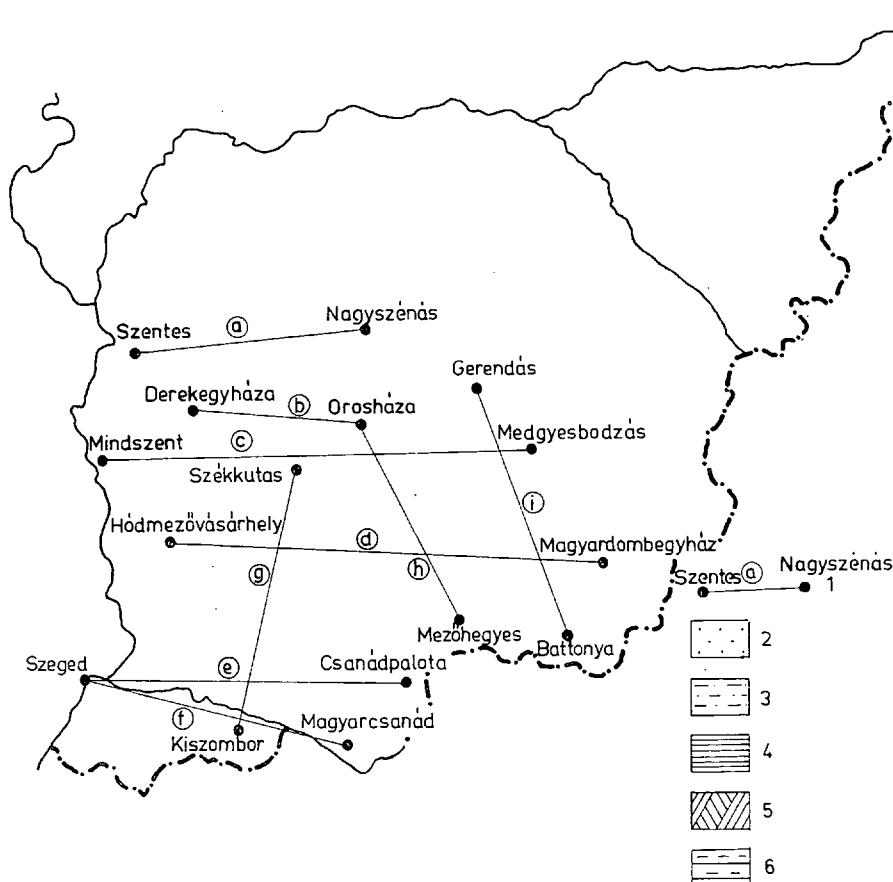 Szentes
a
Nagyszénás
Gerendás
Derekegyháza
b
Orosháza
Mindszent
c
Medgyesbodzás
Székkutas
i
Hódmezővásárhely
d
Magyardombegyház
g
h
Szentes
a
Nagyszénás
1
Mezőhegyes
Battonya
2
Szeged
e
Csanádpalota
3
f
Magyarcsanád
Kiszombor
4
5
6